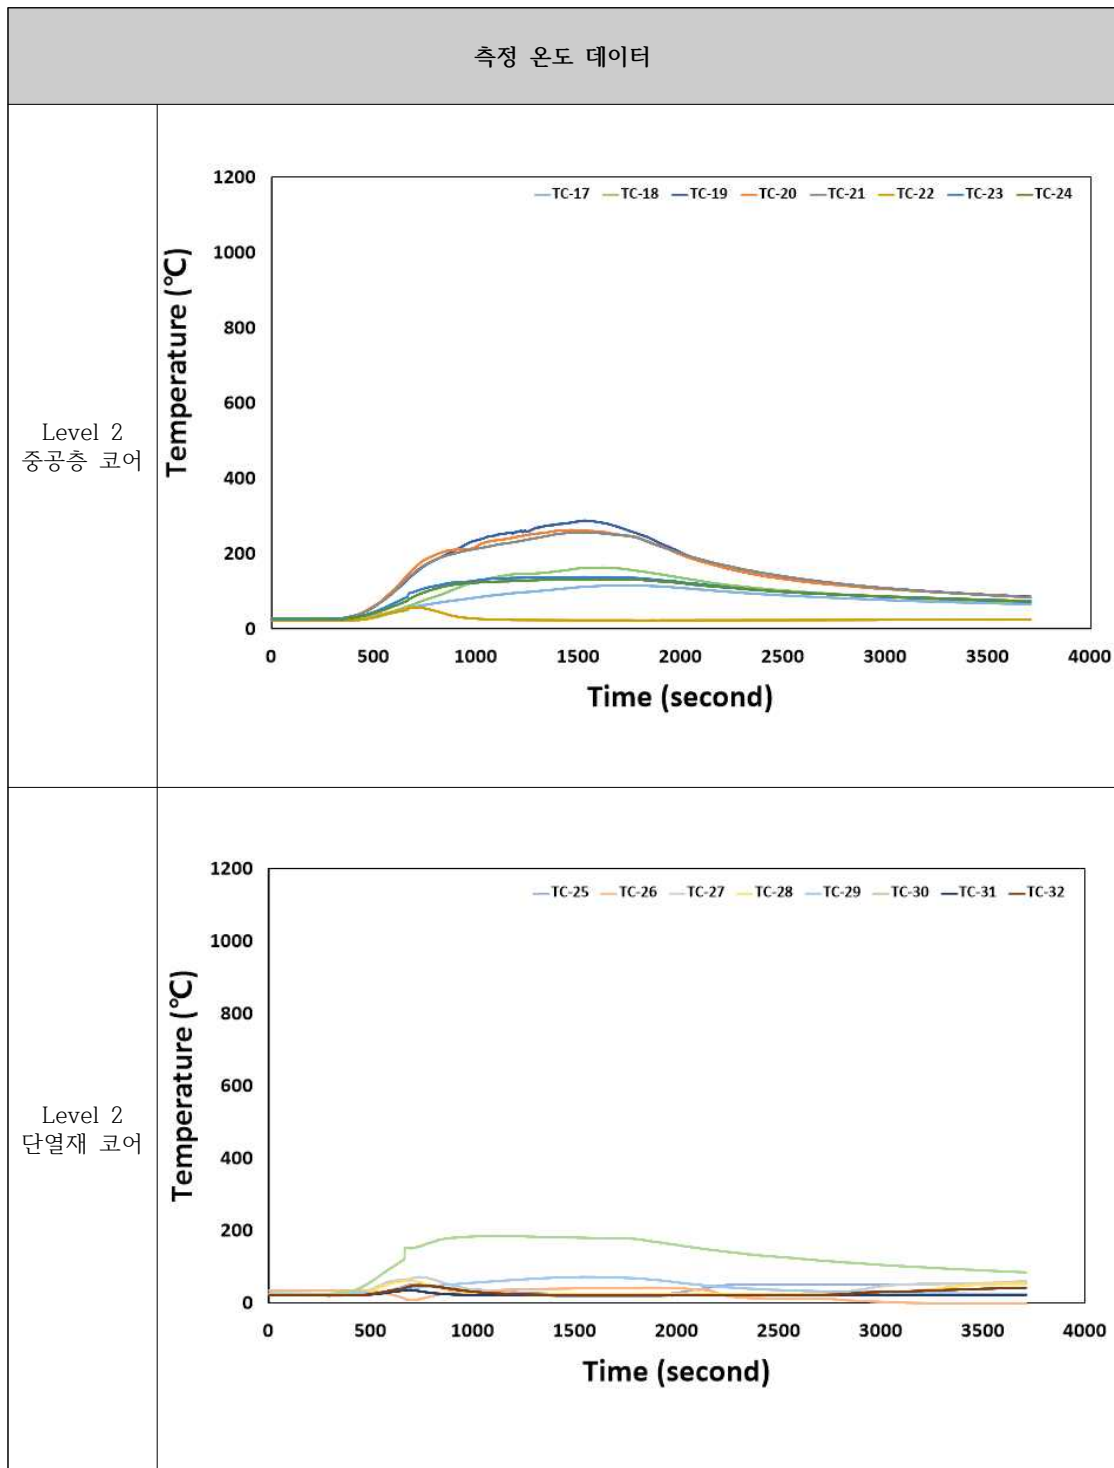 측정 온도 데이터
Level 2
중공층 코어
Temperature (℃)
1200
1000
800
600
400
200
0
TC-17 TC-18 TC-19 TC-20 TC-21 TC-22 TC-23 TC-24
0 500 1000 1500 2000 2500 3000 3500 4000
Time (second)
Level 2
단열재 코어
Temperature (℃)
1200
1000
800
600
400
200
0
TC-25 TC-26 TC-27 TC-28 TC-29 TC-30 TC-31 TC-32
0 500 1000 1500 2000 2500 3000 3500 4000
Time (second)